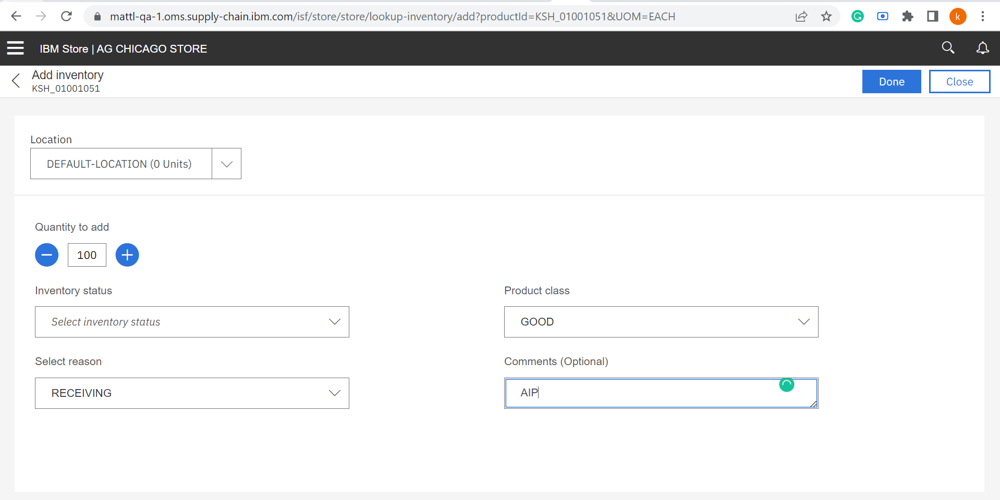 mattl-qa-1.oms.supply-chain.ibm.com/isf/store/store/lookup-inventory/add?productId=KSH_01001051&UOM=EACH
k
IBM Store | AG CHICAGO STORE
Add inventory
KSH_01001051
Done
Close
Location
DEFAULT-LOCATION (0 Units)
Quantity to add
100
Inventory status
Product class
Select inventory status
GOOD
Select reason
Comments (Optional)
RECEIVING
AIP